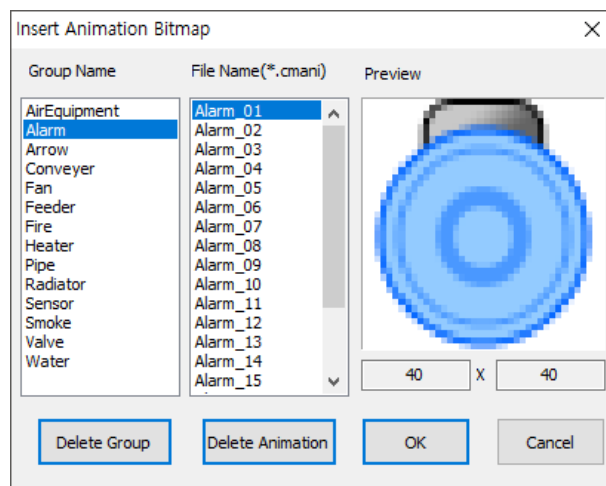 Insert Animation Bitmap
Group Name
File Name(*.cmani)
Preview
AirEquipment
Alarm
Arrow
Conveyer
Fan
Feeder
Fire
Heater
Pipe
Radiator
Sensor
Smoke
Valve
Water
Alarm_01
Alarm_02
Alarm_03
Alarm_04
Alarm_05
Alarm_06
Alarm_07
Alarm_08
Alarm_09
Alarm_10
Alarm_11
Alarm_12
Alarm_13
Alarm_14
Alarm_15
40 X 40
Delete Group
Delete Animation
OK
Cancel